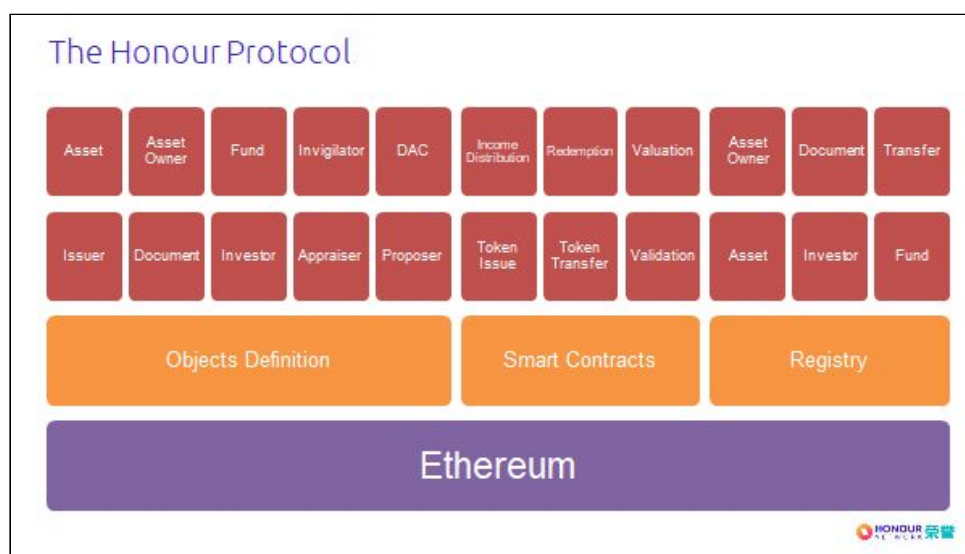 The Honour Protocol
Asset
Asset
Owner
Fund
Invigilator
DAC
Income
Distribution
Redemption
Valuation
Asset
Owner
Document
Transfer
Issuer
Document
Investor
Appraiser
Proposer
Token
Issue
Token
Transfer
Validation
Asset
Investor
Fund
Objects Definition
Smart Contracts
Registry
Ethereum
HONOUR 荣誉
NETWORK